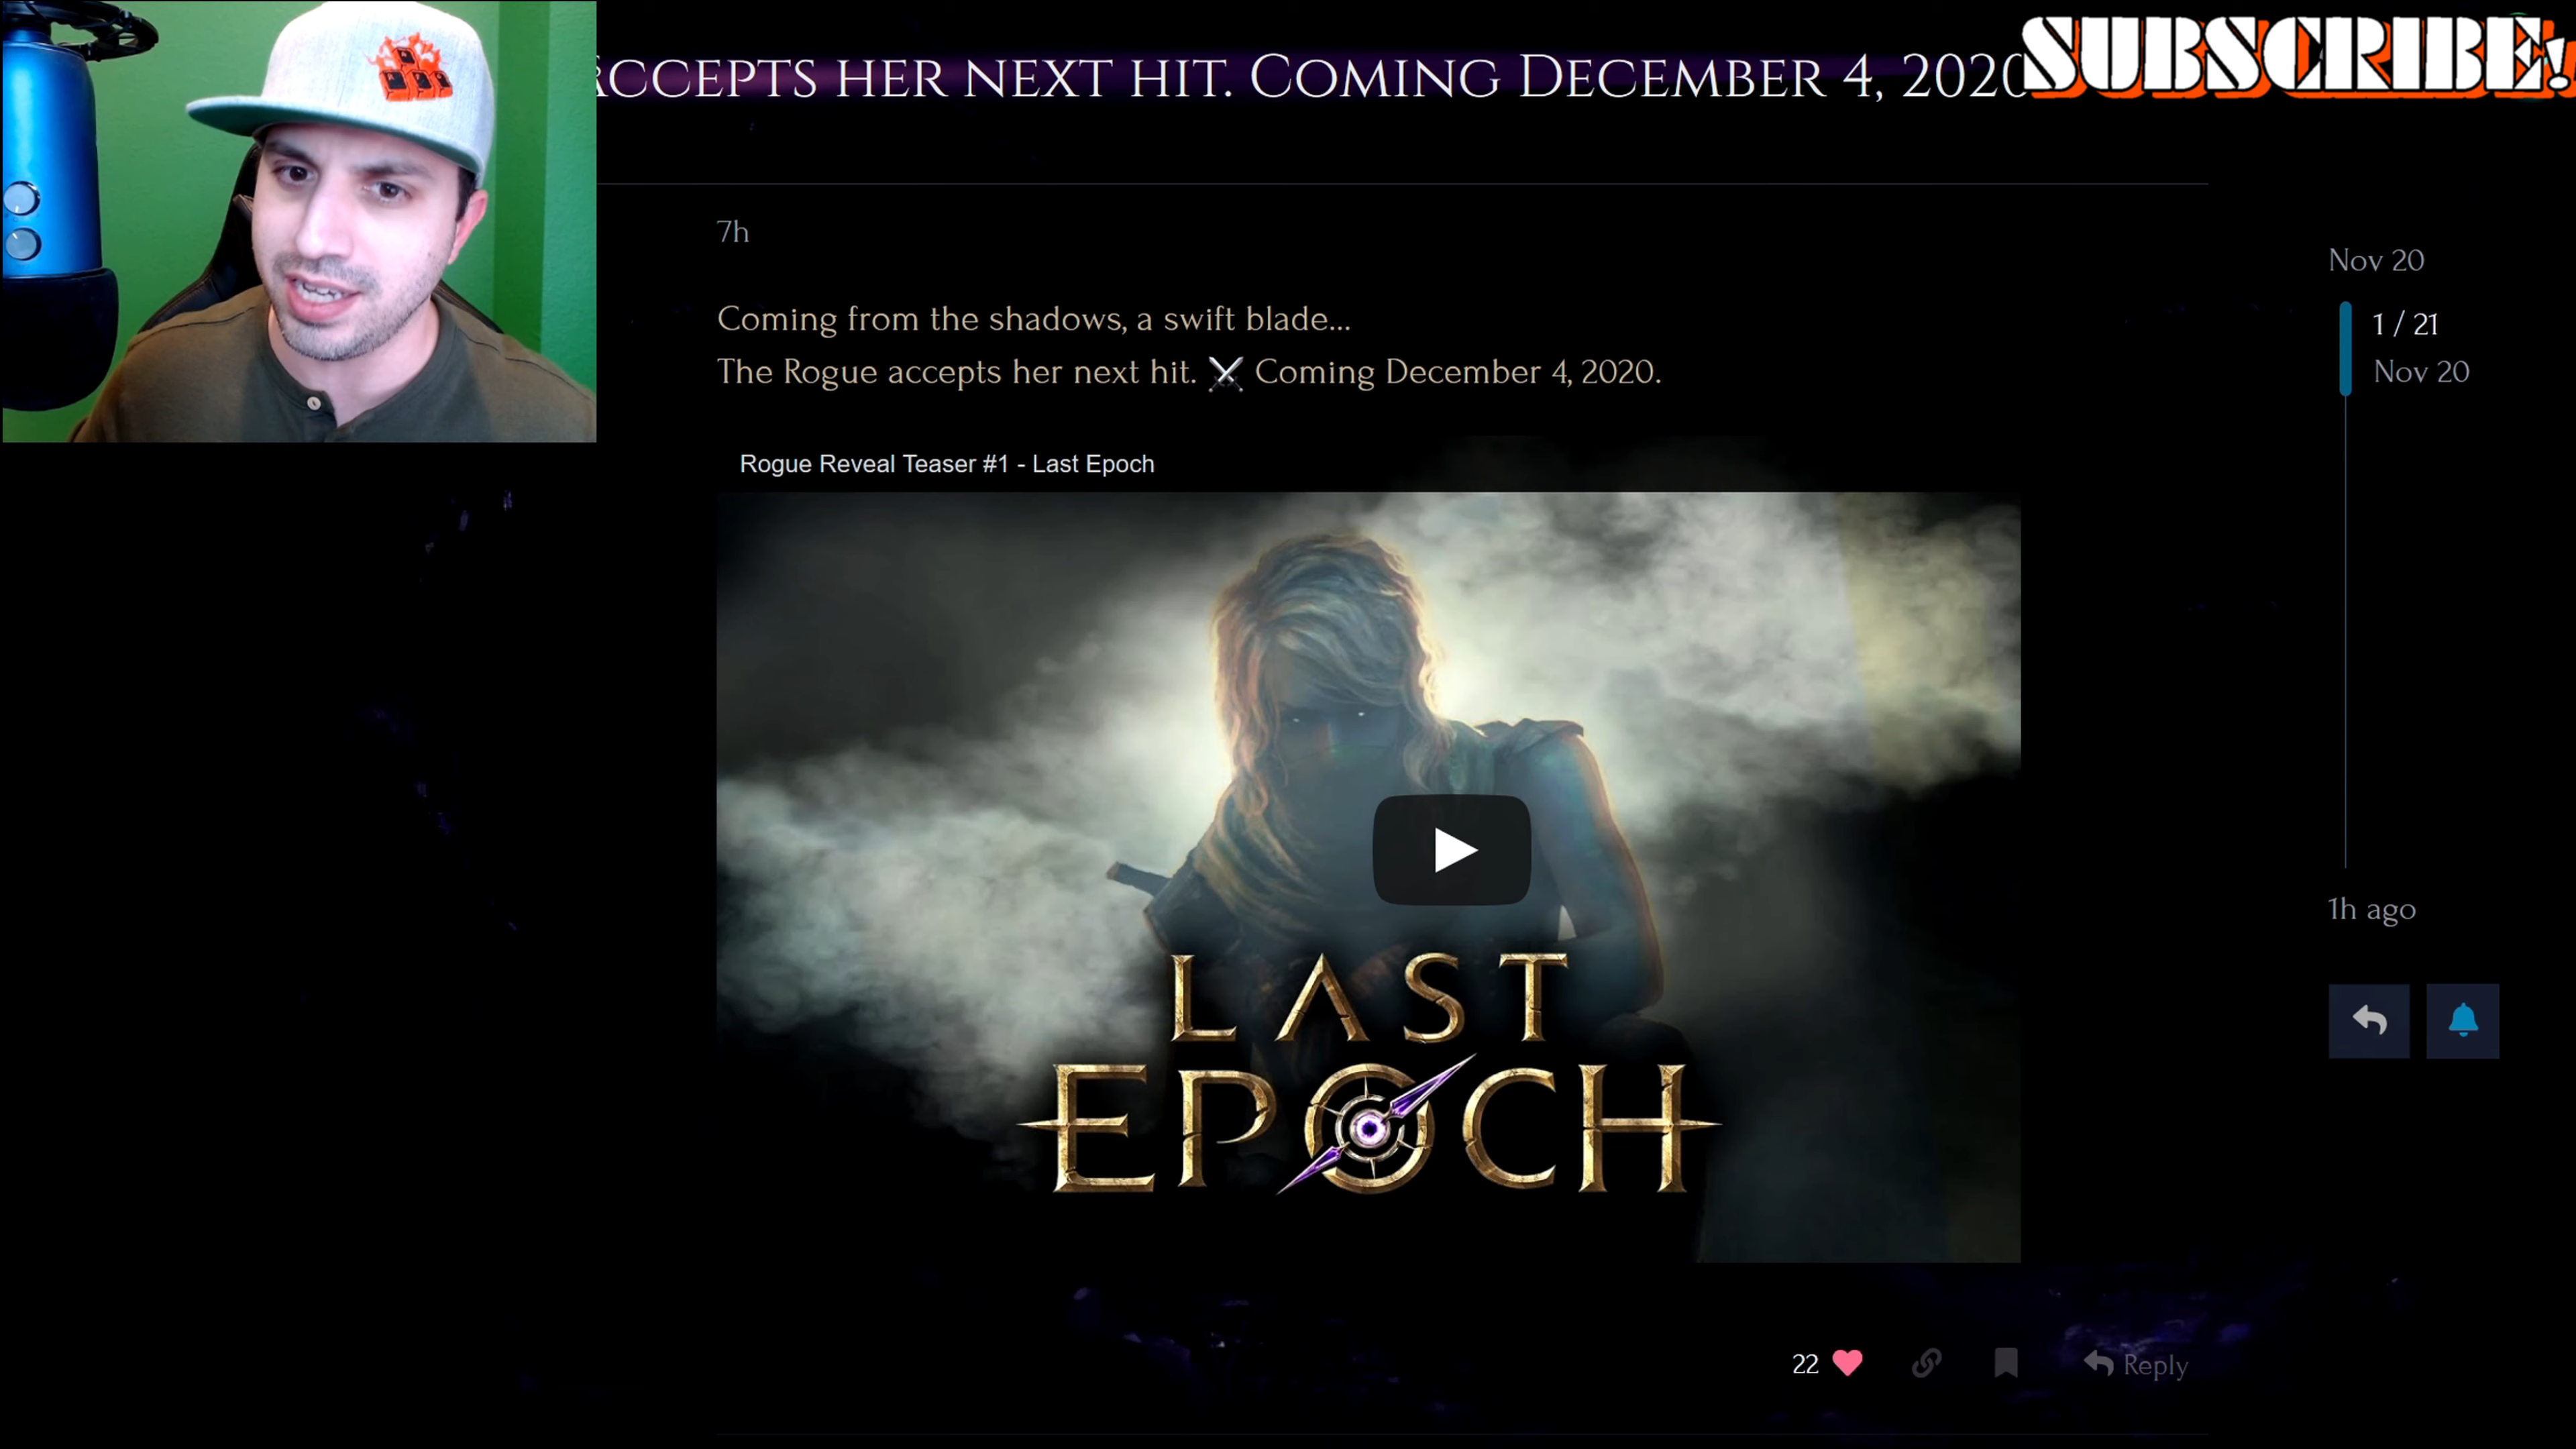 ACCEPTS HER NEXT HIT. COMING DECEMBER 4, 2020
SUBSCRIBE!
7h
Coming from the shadows, a swift blade...
The Rogue accepts her next hit. ⚔ Coming December 4, 2020.
Rogue Reveal Teaser #1 - Last Epoch
LAST
EPOCH
22
Reply
Nov 20
1 / 21
Nov 20
1h ago